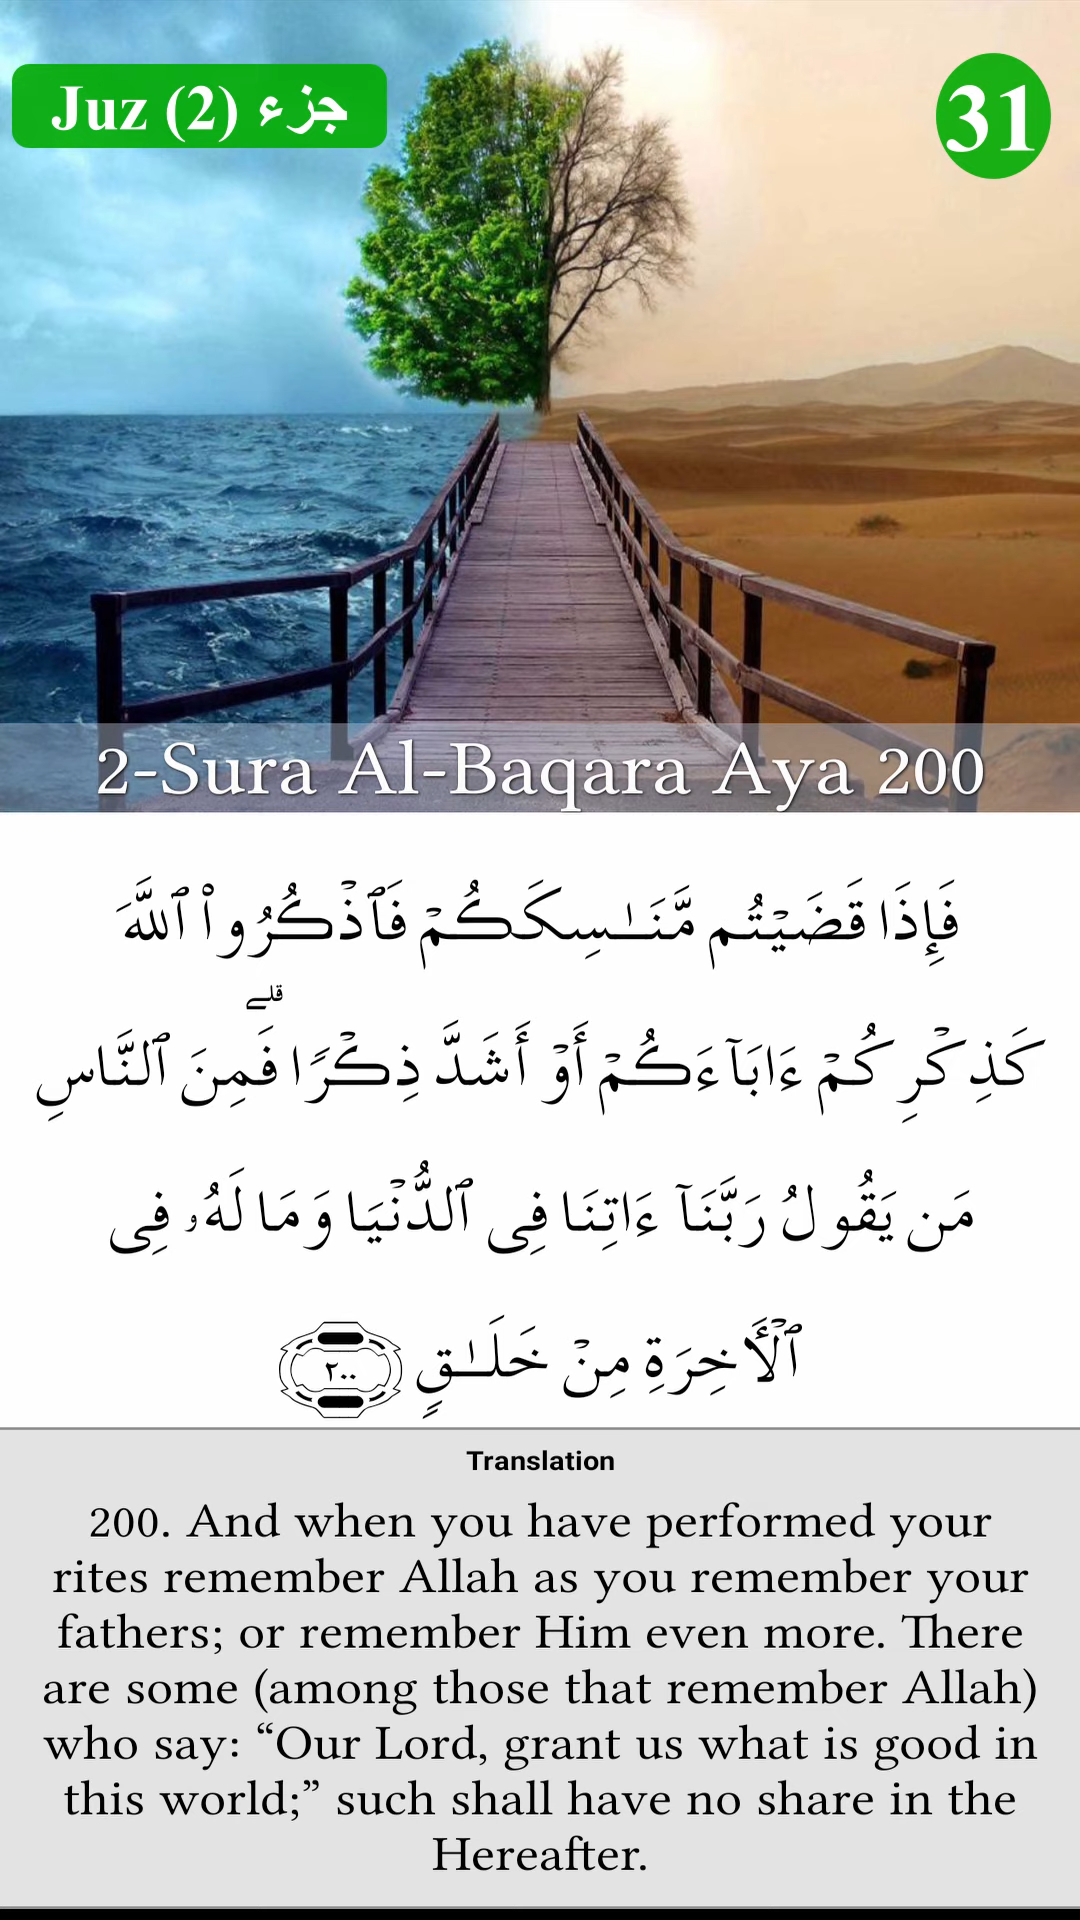 Juz (2) جزء
31
2-Sura Al-Baqara Aya 200
فَإِذَا قَضَيْتُم مَّنَـٰسِكَكُمْ فَٱذْكُرُوا۟ ٱللَّهَ
كَذِكْرِكُمْ ءَابَآءَكُمْ أَوْ أَشَدَّ ذِكْرًا ۗ فَمِنَ ٱلنَّاسِ
مَن يَقُولُ رَبَّنَآ ءَاتِنَا فِى ٱلدُّنْيَا وَمَا لَهُۥ فِى
ٱلْأَخِرَةِ مِنْ خَلَـٰقٍ ٢٠٠
Translation
200. And when you have performed your
rites remember Allah as you remember your
fathers; or remember Him even more. There
are some (among those that remember Allah)
who say: “Our Lord, grant us what is good in
this world;” such shall have no share in the
Hereafter.